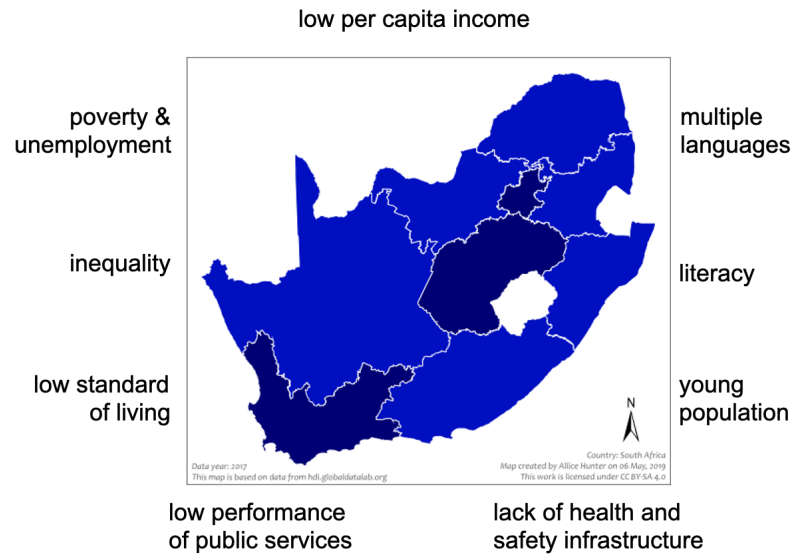 low per capita income
poverty &
unemployment
multiple
languages
inequality
literacy
low standard
of living
young
population
N
Country: South Africa
Data year: 2017
Map created by Allice Hunter on 06 May, 2019
This map is based on data from hdi.globaldatalab.org
This work is licensed under CC BY-SA 4.0
low performance
of public services
lack of health and
safety infrastructure